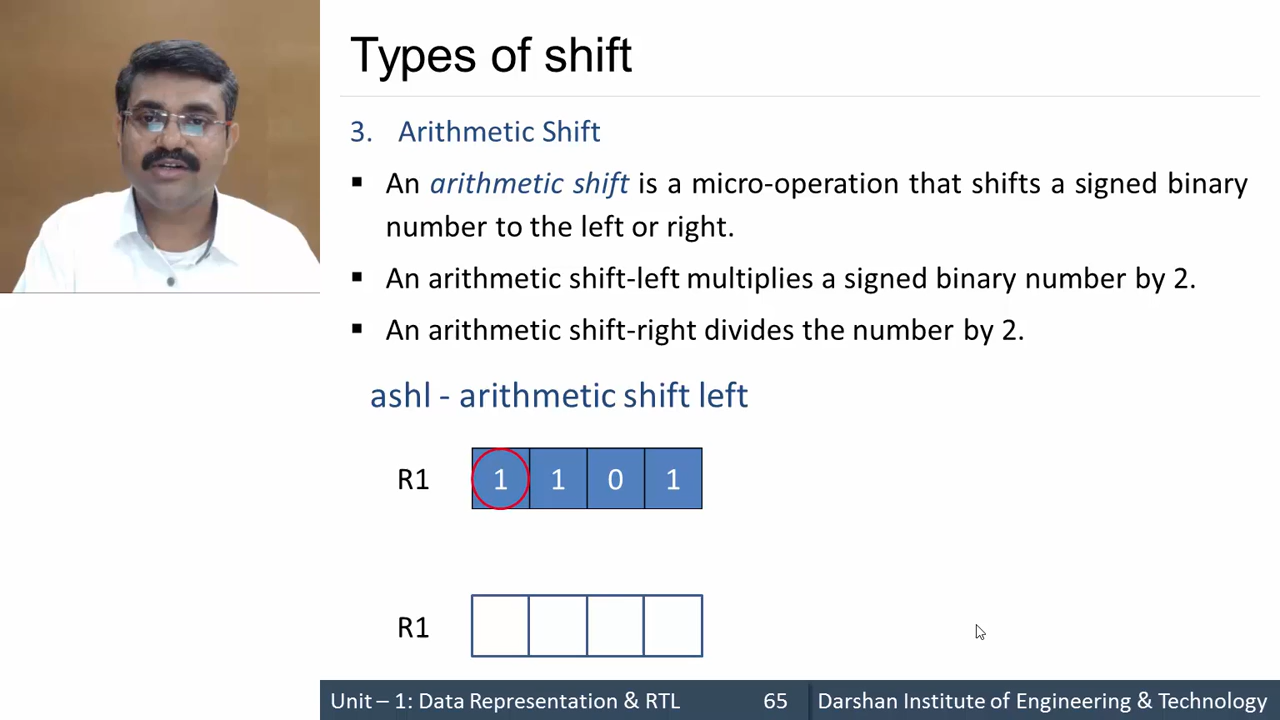 Types of shift
3. Arithmetic Shift
▪ An arithmetic shift is a micro-operation that shifts a signed binary
number to the left or right.
▪ An arithmetic shift-left multiplies a signed binary number by 2.
▪ An arithmetic shift-right divides the number by 2.
ashl - arithmetic shift left
R1 1 1 0 1
R1
Unit – 1: Data Representation & RTL 65 Darshan Institute of Engineering & Technology